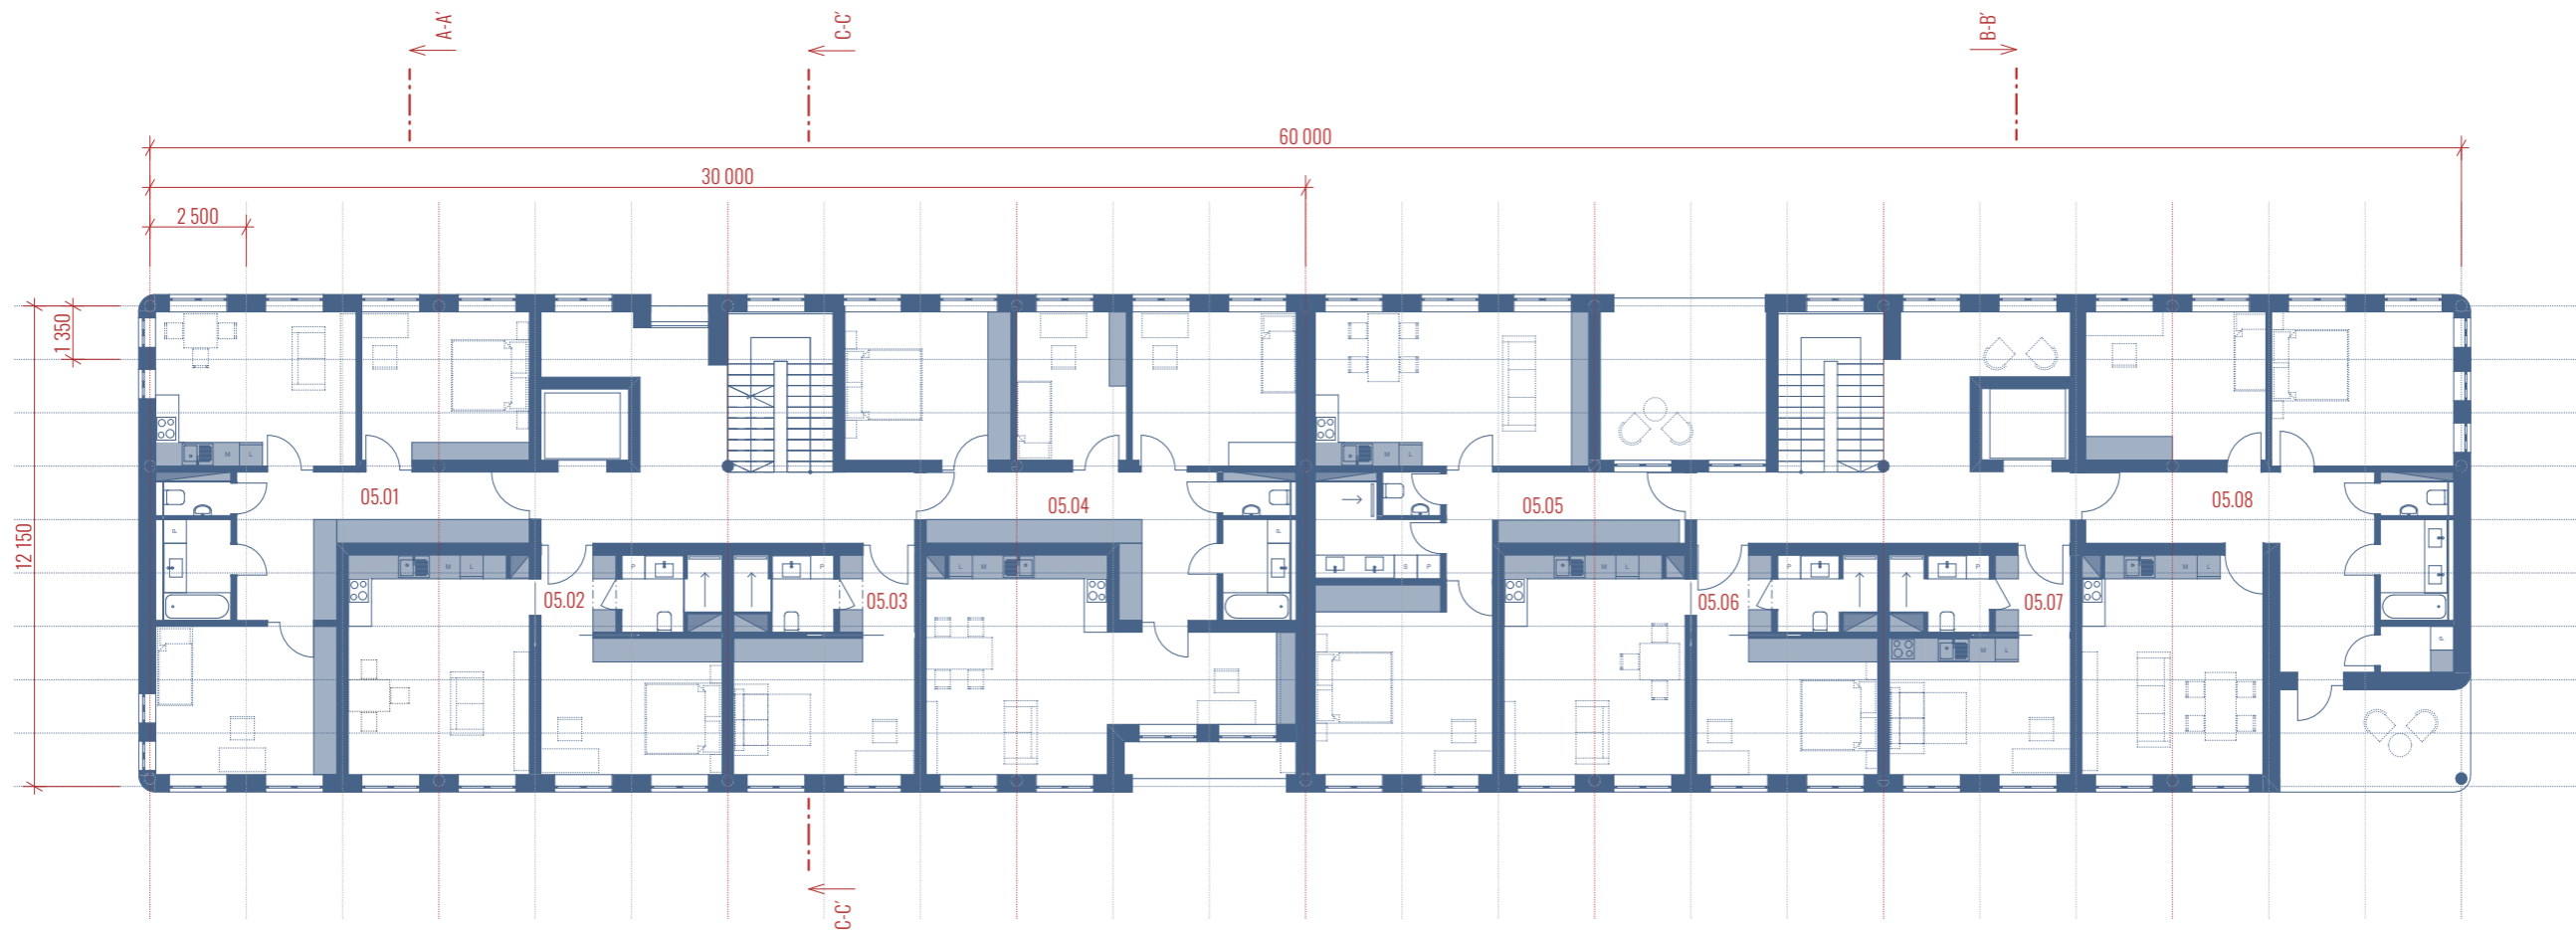 A-A'
C-C'
B-B'
60 000
30 000
2 500
1 350
12 150
M L
M L
05.01
05.04
05.05
05.08
P
P
S P
M L
P
P
L M
M L
P
P
M L
05.02
05.03
05.06
05.07
M L
P
C-C'